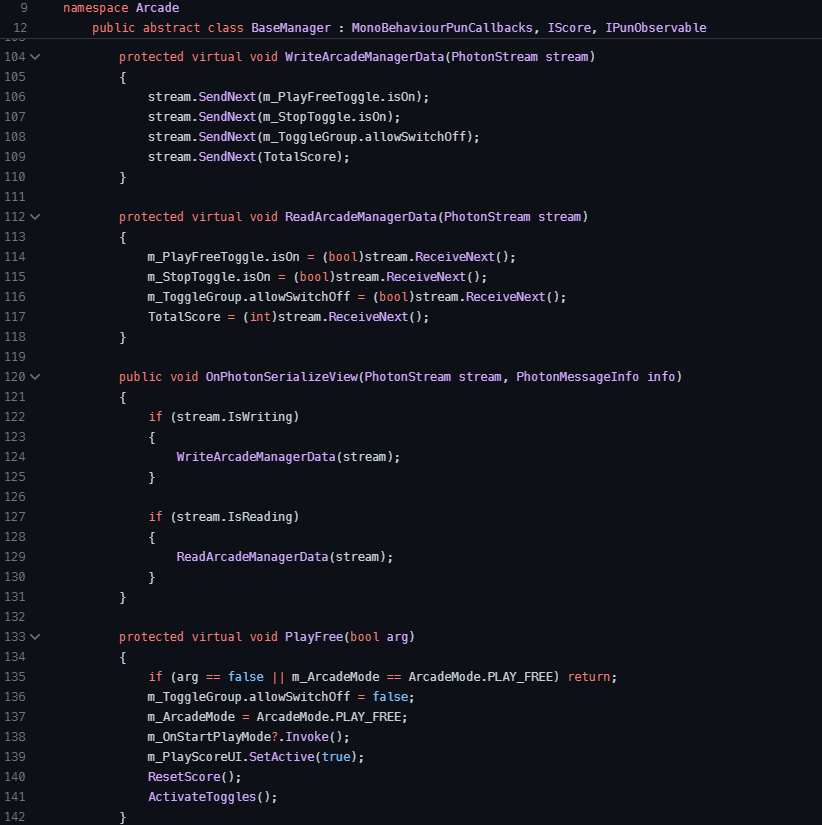 9 namespace Arcade
12 public abstract class BaseManager : MonoBehaviourPunCallbacks, IScore, IPunObservable
104 protected virtual void WriteArcadeManagerData(PhotonStream stream)
105 {
106 stream.SendNext(m_PlayFreeToggle.isOn);
107 stream.SendNext(m_StopToggle.isOn);
108 stream.SendNext(m_ToggleGroup.allowSwitchOff);
109 stream.SendNext(TotalScore);
110 }
111
112 protected virtual void ReadArcadeManagerData(PhotonStream stream)
113 {
114 m_PlayFreeToggle.isOn = (bool)stream.ReceiveNext();
115 m_StopToggle.isOn = (bool)stream.ReceiveNext();
116 m_ToggleGroup.allowSwitchOff = (bool)stream.ReceiveNext();
117 TotalScore = (int)stream.ReceiveNext();
118 }
119
120 public void OnPhotonSerializeView(PhotonStream stream, PhotonMessageInfo info)
121 {
122 if (stream.IsWriting)
123 {
124 WriteArcadeManagerData(stream);
125 }
126
127 if (stream.IsReading)
128 {
129 ReadArcadeManagerData(stream);
130 }
131 }
132
133 protected virtual void PlayFree(bool arg)
134 {
135 if (arg == false || m_ArcadeMode == ArcadeMode.PLAY_FREE) return;
136 m_ToggleGroup.allowSwitchOff = false;
137 m_ArcadeMode = ArcadeMode.PLAY_FREE;
138 m_OnStartPlayMode?.Invoke();
139 m_PlayScoreUI.SetActive(true);
140 ResetScore();
141 ActivateToggles();
142 }